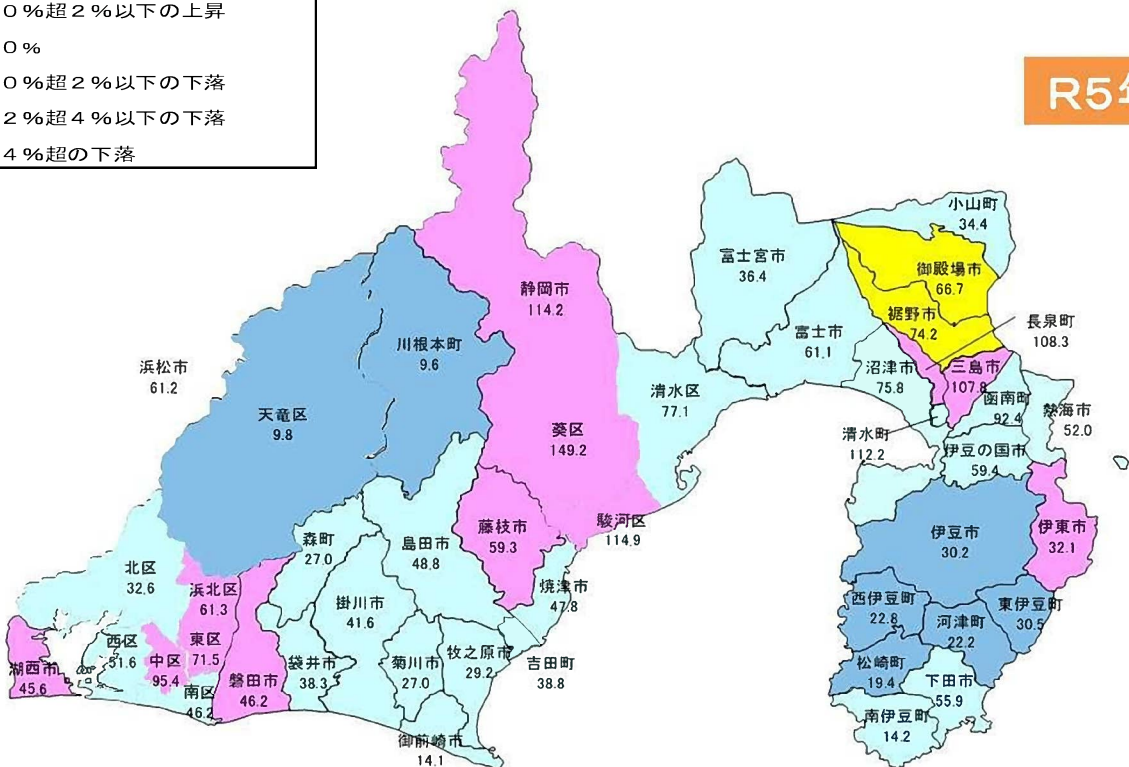 0%超2%以下の上昇
0%
0%超2%以下の下落
2%超4%以下の下落
4%超の下落
R5年
小山町
34.4
御殿場市
66.7
富士宮市
36.4
裾野市
74.2
長泉町
108.3
静岡市
114.2
富士市
61.1
川根本町
9.6
浜松市
61.2
沼津市
75.8
三島市
107.8
函南町
92.4
熱海市
52.0
清水区
77.1
天竜区
9.8
葵区
149.2
清水町
112.2
伊豆の国市
59.4
駿河区
114.9
藤枝市
59.3
伊豆市
30.2
伊東市
32.1
森町
27.0
島田市
48.8
北区
32.6
浜北区
61.3
焼津市
47.8
掛川市
41.6
西伊豆町
22.8
東伊豆町
30.5
河津町
22.2
西区
51.6
東区
71.5
中区
95.4
湖西市
45.6
磐田市
46.2
袋井市
38.3
菊川市
27.0
牧之原市
29.2
吉田町
38.8
松崎町
19.4
下田市
55.9
南区
46.2
南伊豆町
14.2
御前崎市
14.1